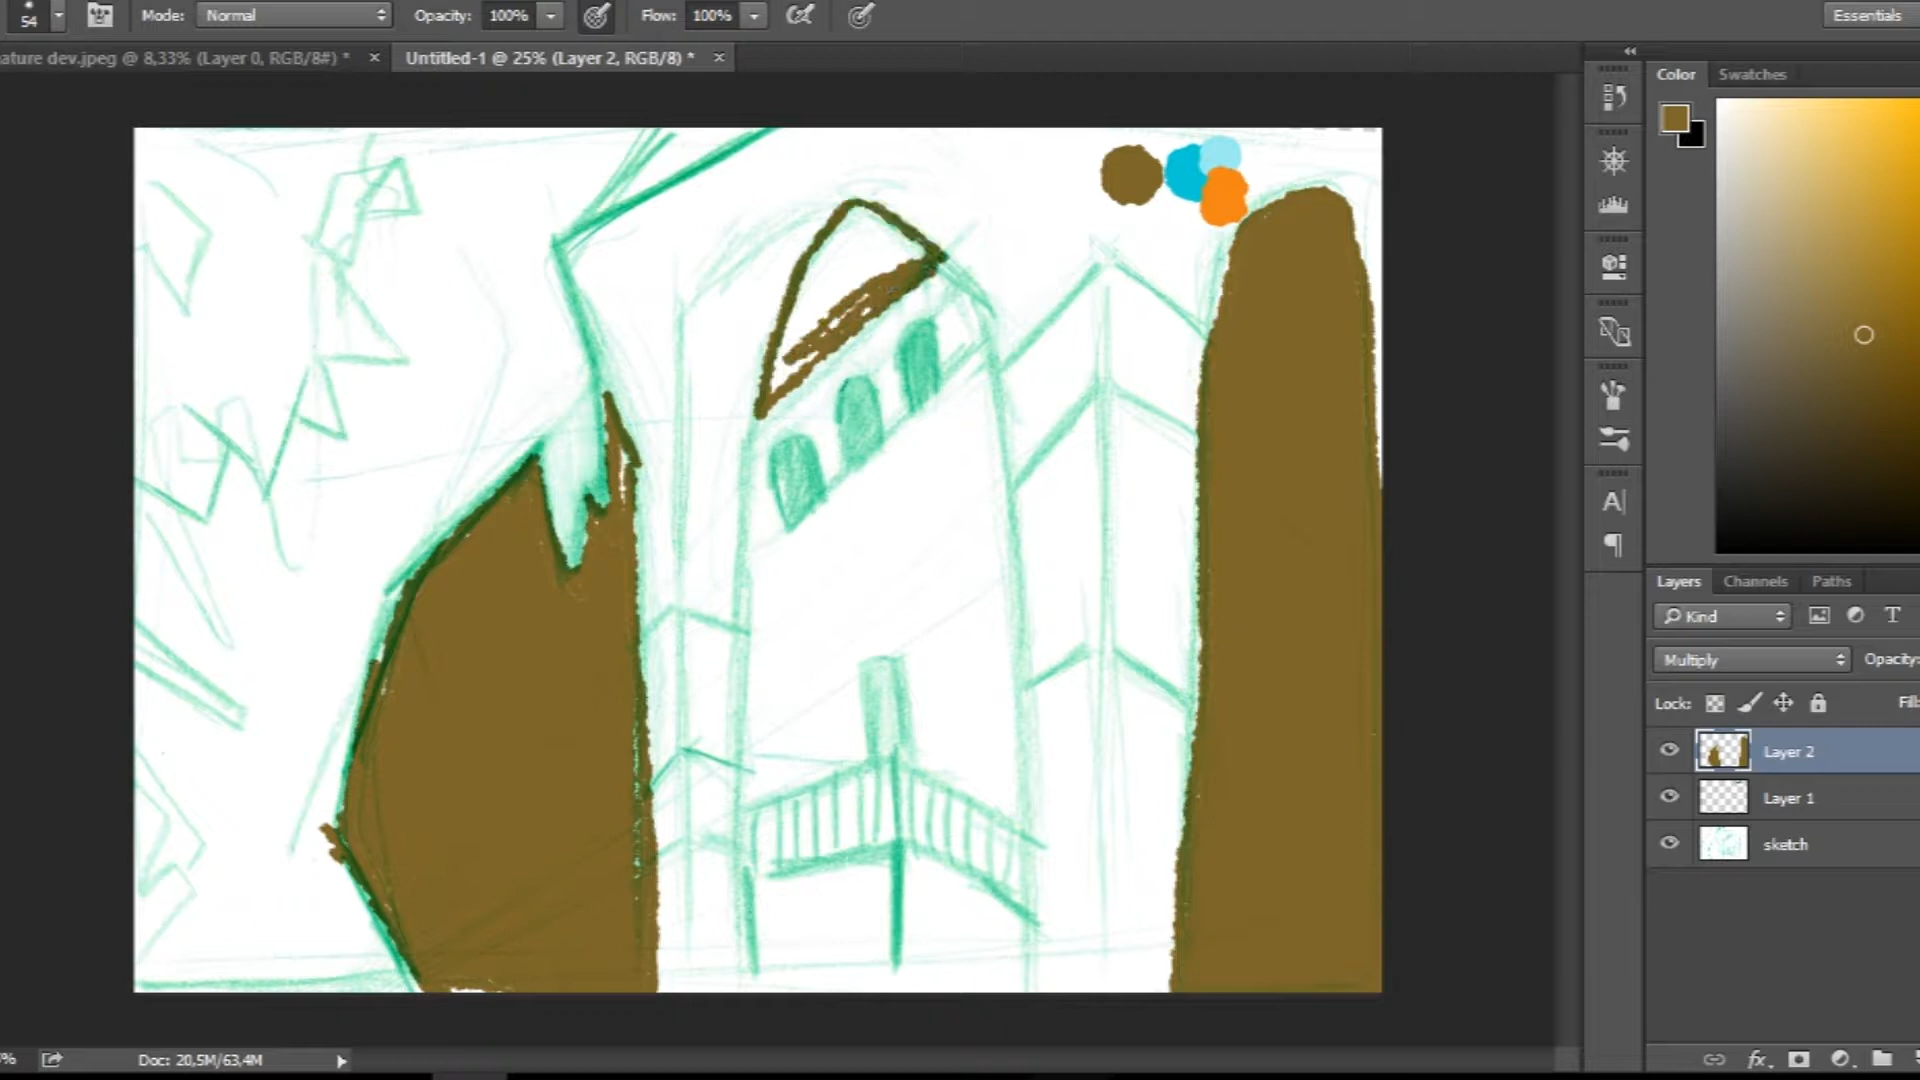 54 Mode: Normal Opacity: 100% Flow: 100% Essentials
ature dev.jpeg @ 8,33% (Layer 0, RGB/8#) * × Untitled-1 @ 25% (Layer 2, RGB/8) * ×
Color Swatches
A|
Layers Channels Paths
Kind T
Multiply Opacity:
Lock: Fill:
Layer 2
Layer 1
sketch
% Doc: 20,5M/63,4M fx